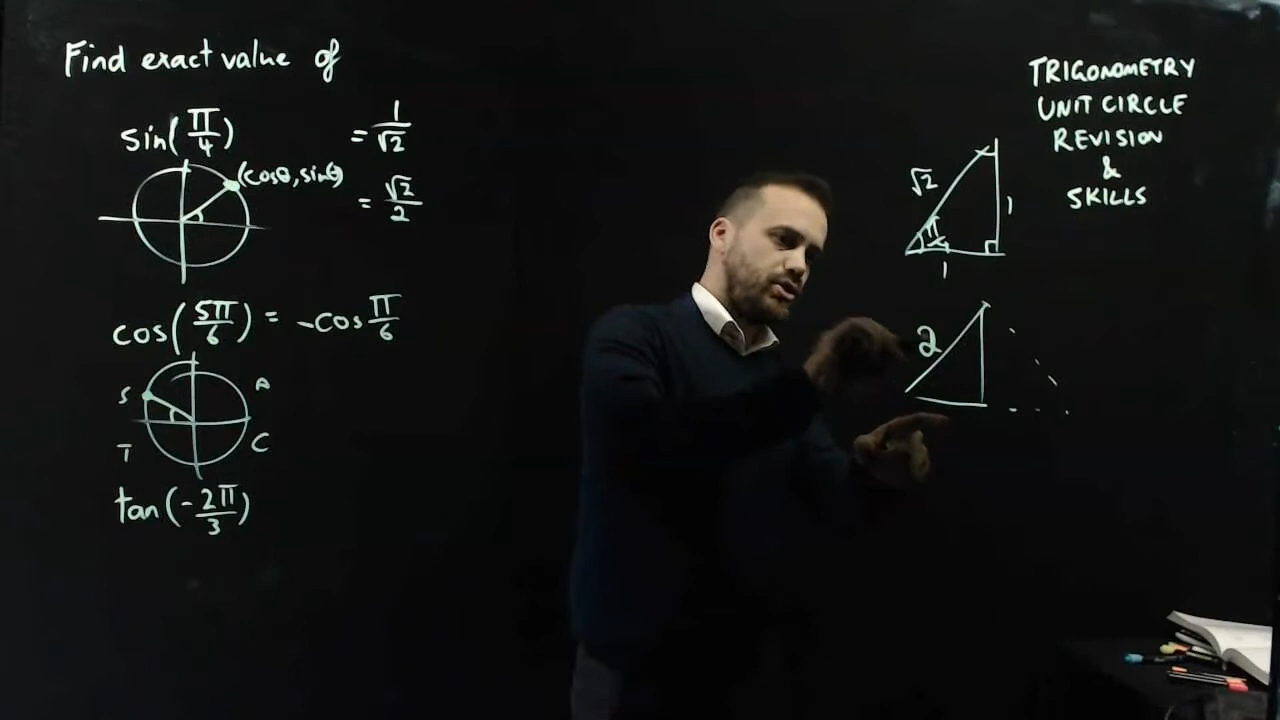 Find exact value of
sin(π/4) = 1/√2
(cosθ, sinθ)
= √2/2
cos(5π/6) = -cos π/6
S A
T C
tan(-2π/3)
TRIGONOMETRY
UNIT CIRCLE
REVISION
&
SKILLS
√2
1
π/4
1
2